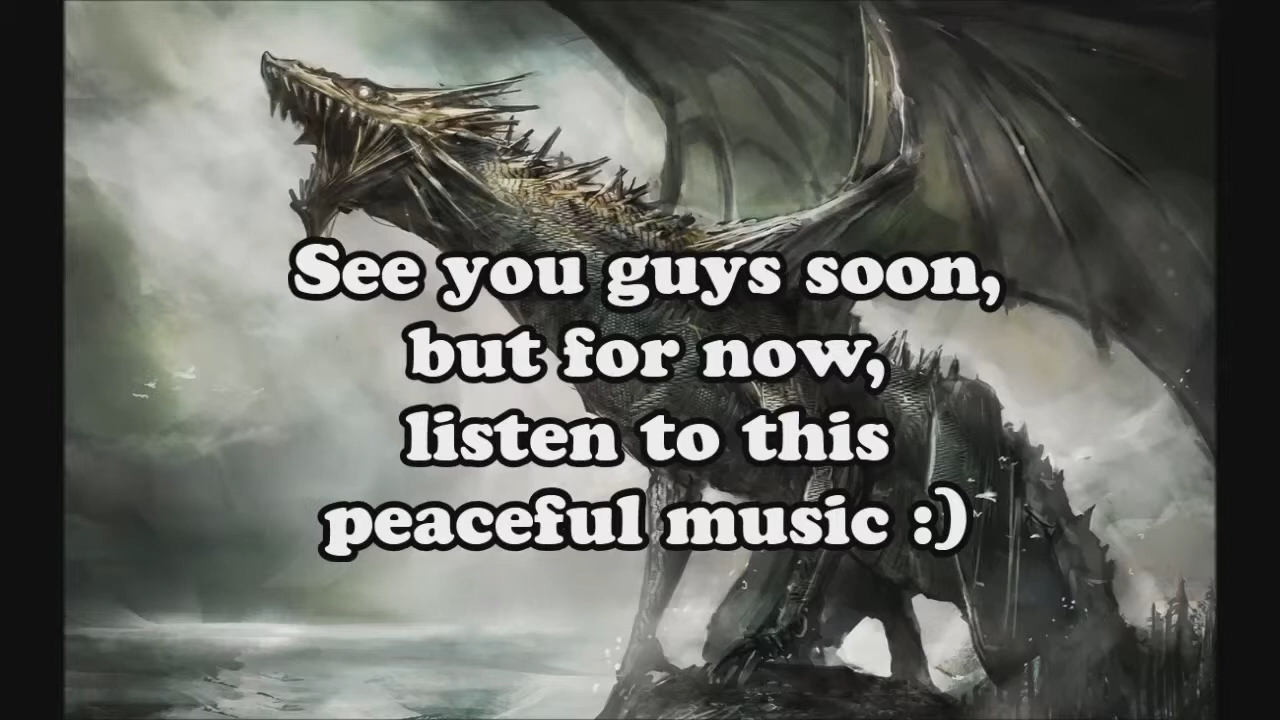 See you guys soon,
but for now,
listen to this
peaceful music :)